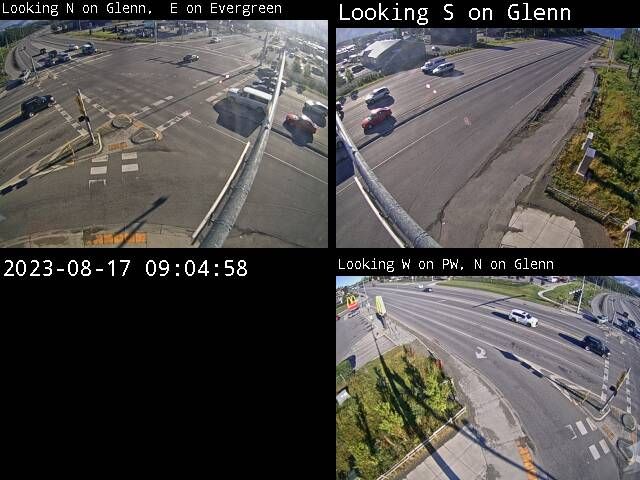 Looking N on Glenn,  E on Evergreen
Looking S on Glenn
2023-08-17 09:04:58
Looking W on PW, N on Glenn